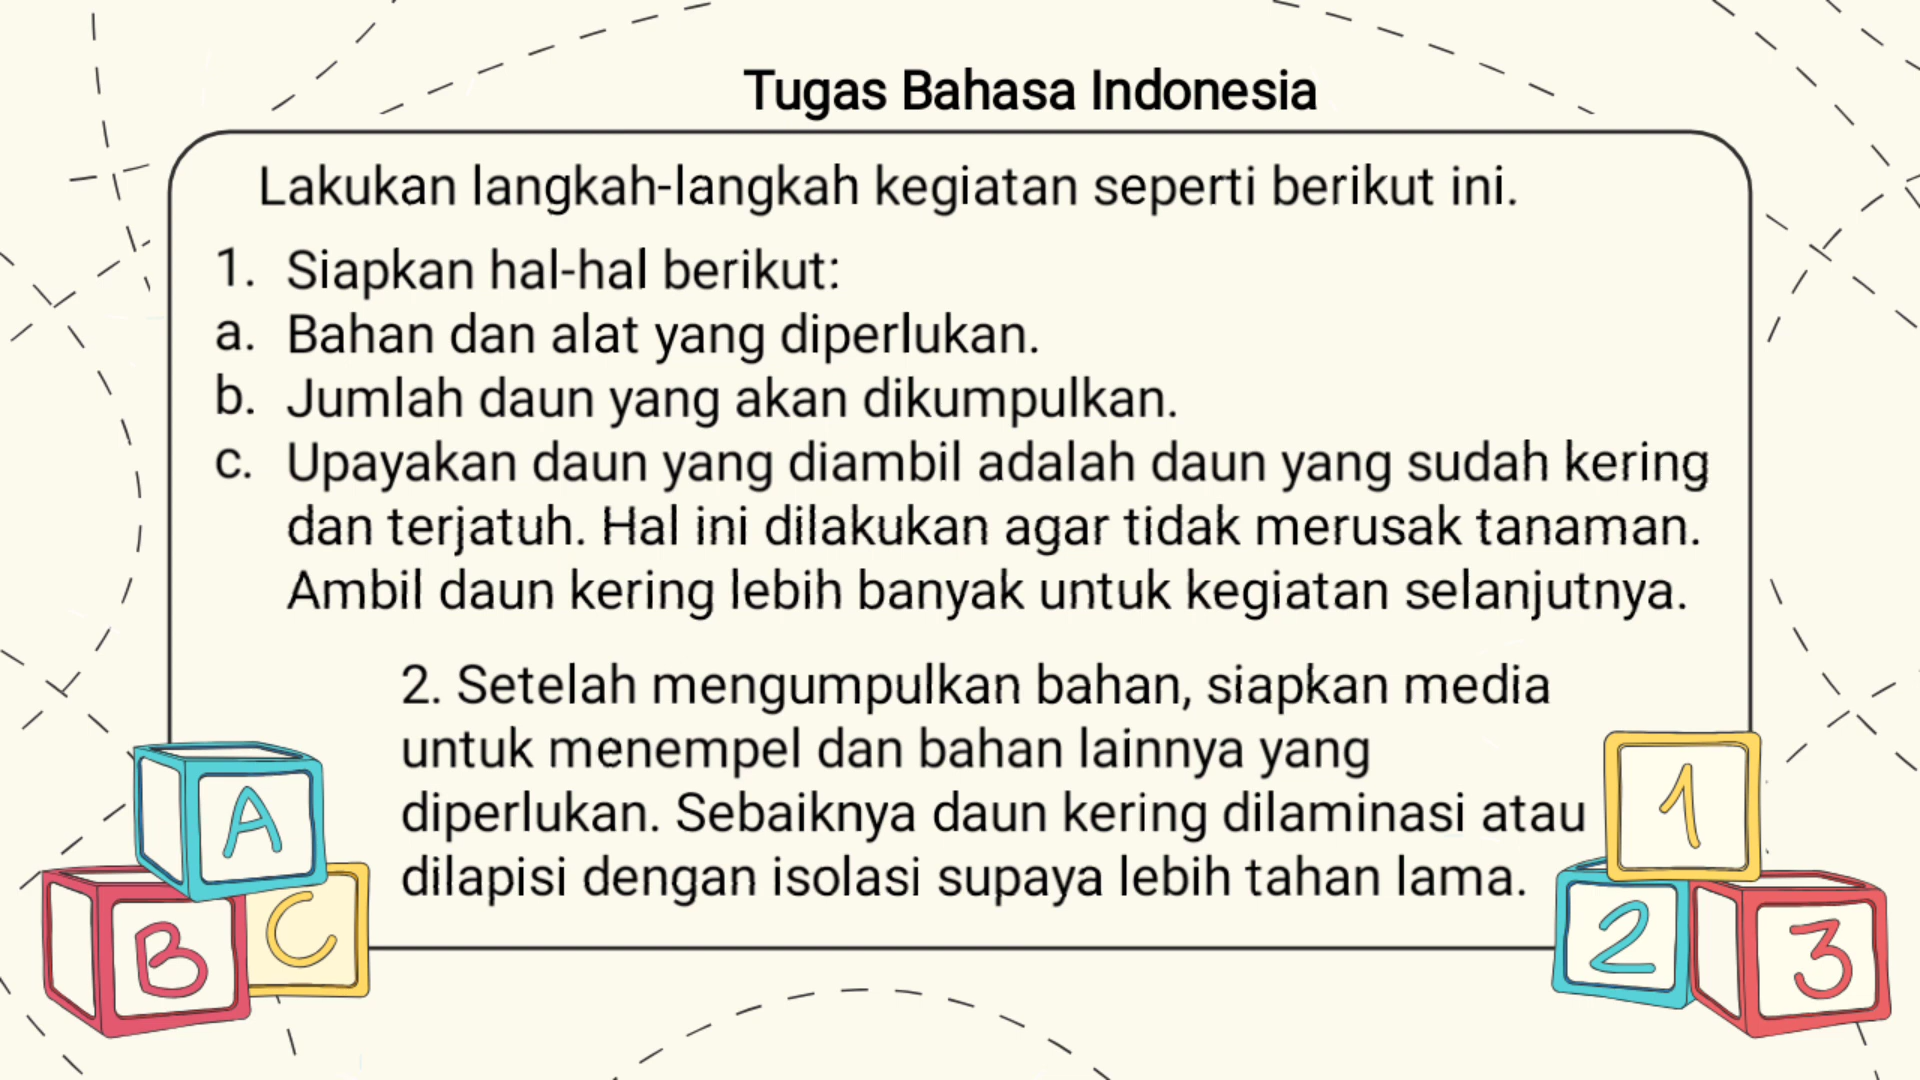 Tugas Bahasa Indonesia
Lakukan langkah-langkah kegiatan seperti berikut ini.
1. Siapkan hal-hal berikut:
a. Bahan dan alat yang diperlukan.
b. Jumlah daun yang akan dikumpulkan.
c. Upayakan daun yang diambil adalah daun yang sudah kering
dan terjatuh. Hal ini dilakukan agar tidak merusak tanaman.
Ambil daun kering lebih banyak untuk kegiatan selanjutnya.
2. Setelah mengumpulkan bahan, siapkan media
untuk menempel dan bahan lainnya yang
diperlukan. Sebaiknya daun kering dilaminasi atau
dilapisi dengan isolasi supaya lebih tahan lama.
A
B C
1
2 3